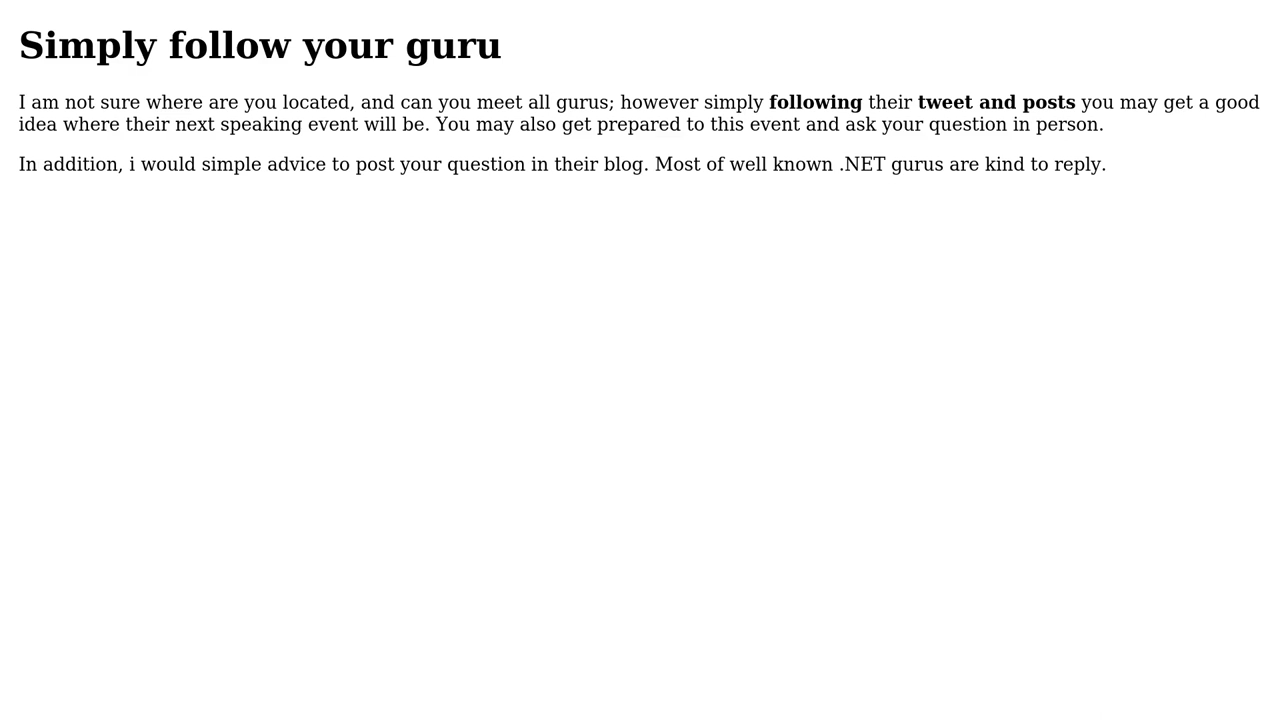 Simply follow your guru
I am not sure where are you located, and can you meet all gurus; however simply following their tweet and posts you may get a good
idea where their next speaking event will be. You may also get prepared to this event and ask your question in person.
In addition, i would simple advice to post your question in their blog. Most of well known .NET gurus are kind to reply.